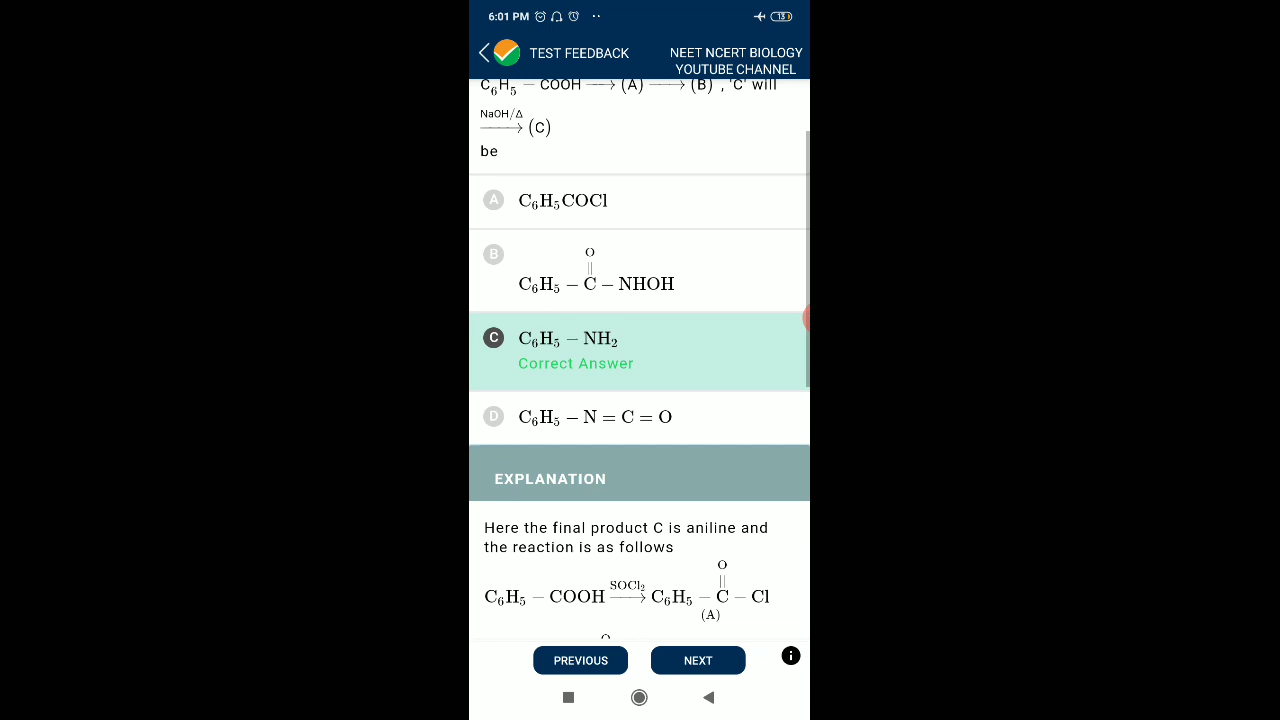 6:01 PM
13
TEST FEEDBACK
NEET NCERT BIOLOGY
YOUTUBE CHANNEL
C₆H₅ − COOH ⟶ (A) ⟶ (B) , 'C' will
NaOH/Δ
⟶ (C)
be
A C₆H₅COCl
O
||
B C₆H₅ − C − NHOH
C C₆H₅ − NH₂
Correct Answer
D C₆H₅ − N = C = O
EXPLANATION
Here the final product C is aniline and
the reaction is as follows
O
||
SOCl₂
C₆H₅ − COOH ⟶ C₆H₅ − C − Cl
(A)
O
PREVIOUS NEXT i